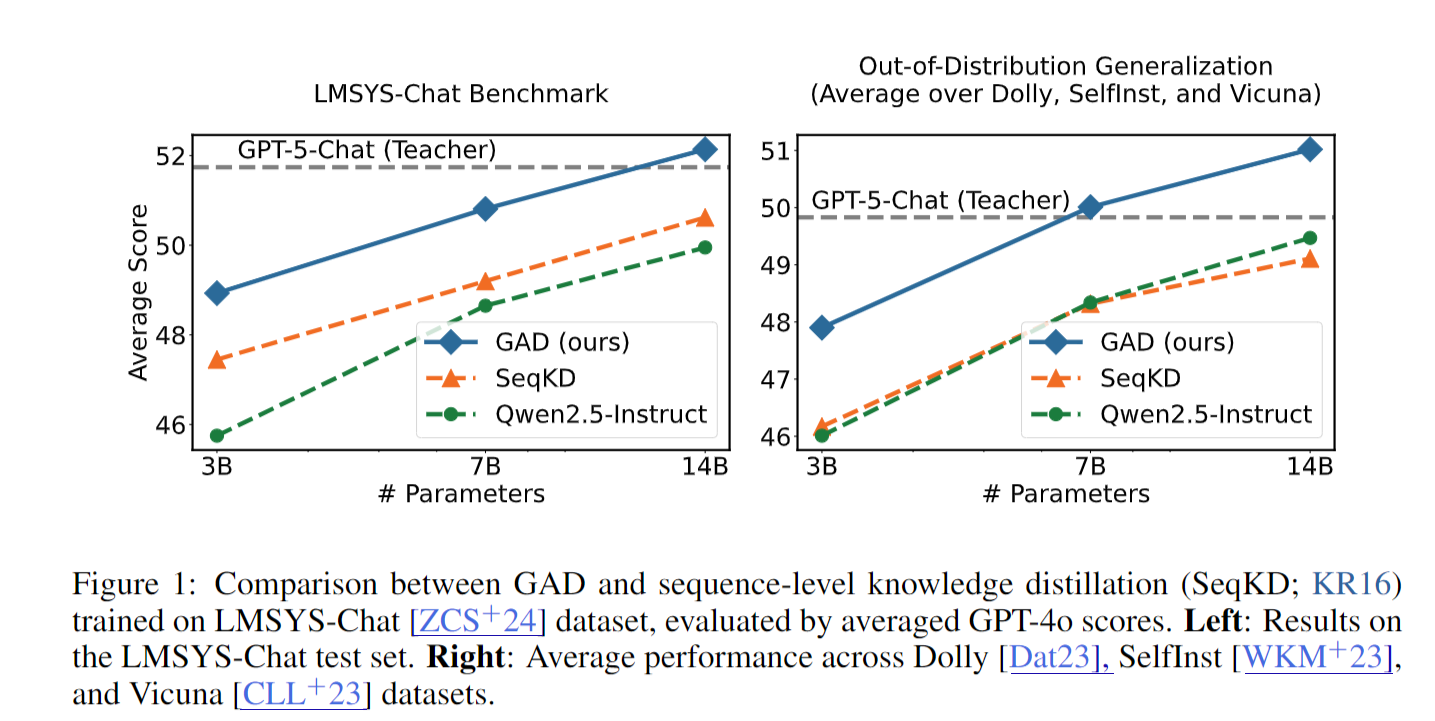 LMSYS-Chat Benchmark
52
50
48
46
Average Score
GPT-5-Chat (Teacher)
GAD (ours)
SeqKD
Qwen2.5-Instruct
3B 7B 14B
# Parameters
Out-of-Distribution Generalization
(Average over Dolly, SelfInst, and Vicuna)
51
50
49
48
47
46
GPT-5-Chat (Teacher)
GAD (ours)
SeqKD
Qwen2.5-Instruct
3B 7B 14B
# Parameters
Figure 1: Comparison between GAD and sequence-level knowledge distillation (SeqKD; KR16)
trained on LMSYS-Chat [ZCS+24] dataset, evaluated by averaged GPT-4o scores. Left: Results on
the LMSYS-Chat test set. Right: Average performance across Dolly [Dat23], SelfInst [WKM+23],
and Vicuna [CLL+23] datasets.